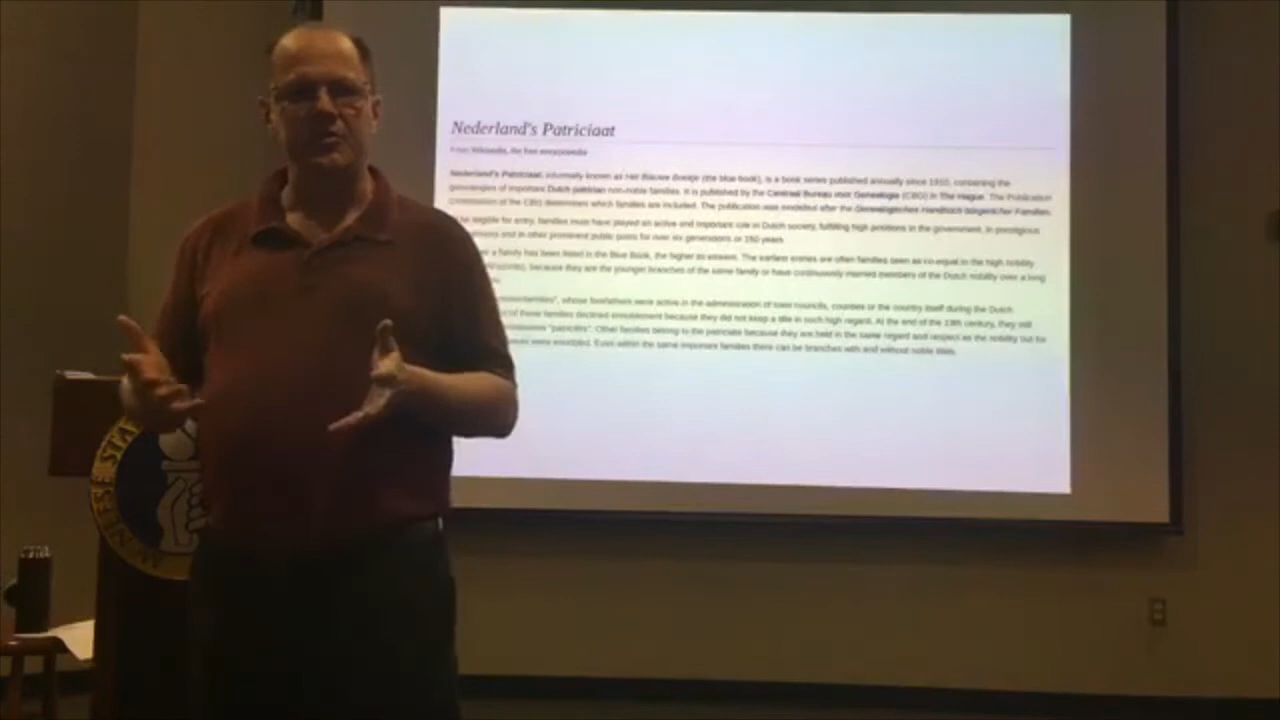 Nederland's Patriciaat
From Wikipedia, the free encyclopedia
Nederland's Patriciaat, informally known as Het Blauwe Boekje (the blue book), is a book series published annually since 1910, containing the
genealogies of important Dutch patrician non-noble families. It is published by the Centraal Bureau voor Genealogie (CBG) in The Hague. The Publication
Commission of the CBG determines which families are included. The publication was modelled after the Genealogisches Handbuch bürgerlicher Familien.
be eligible for entry, families must have played an active and important role in Dutch society, fulfilling high positions in the government, in prestigious
and in other prominent public posts for over six generations or 150 years.
a family has been listed in the Blue Book, the higher its esteem. The earliest entries are often families seen as co-equal to the high nobility
because they are the younger branches of the same family or have continuously married members of the Dutch nobility over a long
whose forefathers were active in the administration of town councils, counties or the country itself during the Dutch
of these families declined ennoblement because they did not keep a title in such high regard. At the end of the 19th century, they still
"patricians". Other families belong to the patriciate because they are held in the same regard and respect as the nobility but for
were ennobled. Even within the same important families there can be branches with and without noble titles.
MCNEESE STA